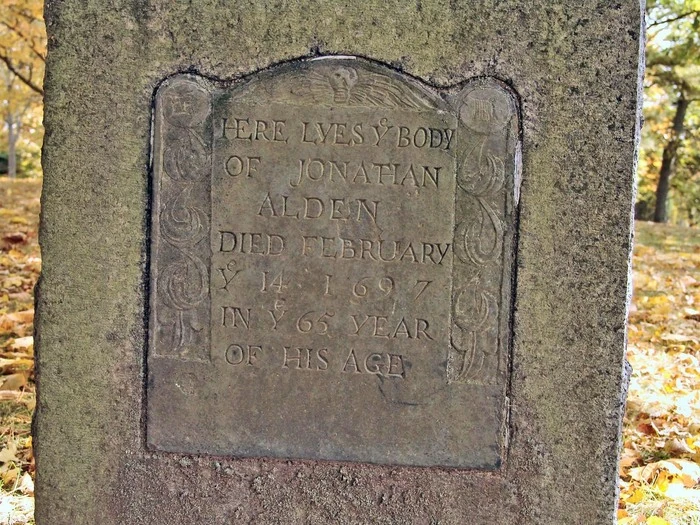 HERE LYES Yᵉ BODY
OF JONATHAN
ALDEN
DIED FEBRUARY
Yᵉ 14 1697
IN Yᵉ 65 YEAR
OF HIS AGE